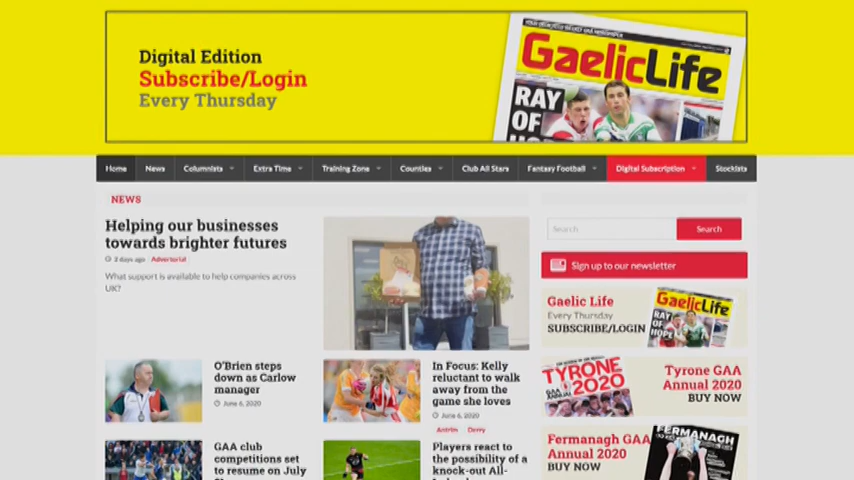 Digital Edition
Subscribe/Login
Every Thursday
GaelicLife
RAY
OF
Home
News
Columnists
Extra Time
Training Zone
Counties
Club All Stars
Fantasy Football
Digital Subscription
Stockists
NEWS
Helping our businesses
towards brighter futures
3 days ago Advertorial
What support is available to help companies across
UK?
O'Brien steps
down as Carlow
manager
June 6, 2020
In Focus: Kelly
reluctant to walk
away from the
game she loves
June 6, 2020
Antrim Derry
GAA club
competitions set
to resume on July
Players react to
the possibility of a
knock-out All-
Search
Search
Sign up to our newsletter
Gaelic Life
Every Thursday
SUBSCRIBE/LOGIN
GaelicLife
RAY
OF
TYRONE
GAA
ANNUAL
2020
Tyrone GAA
Annual 2020
BUY NOW
Fermanagh GAA
Annual 2020
BUY NOW
FERMANAGH